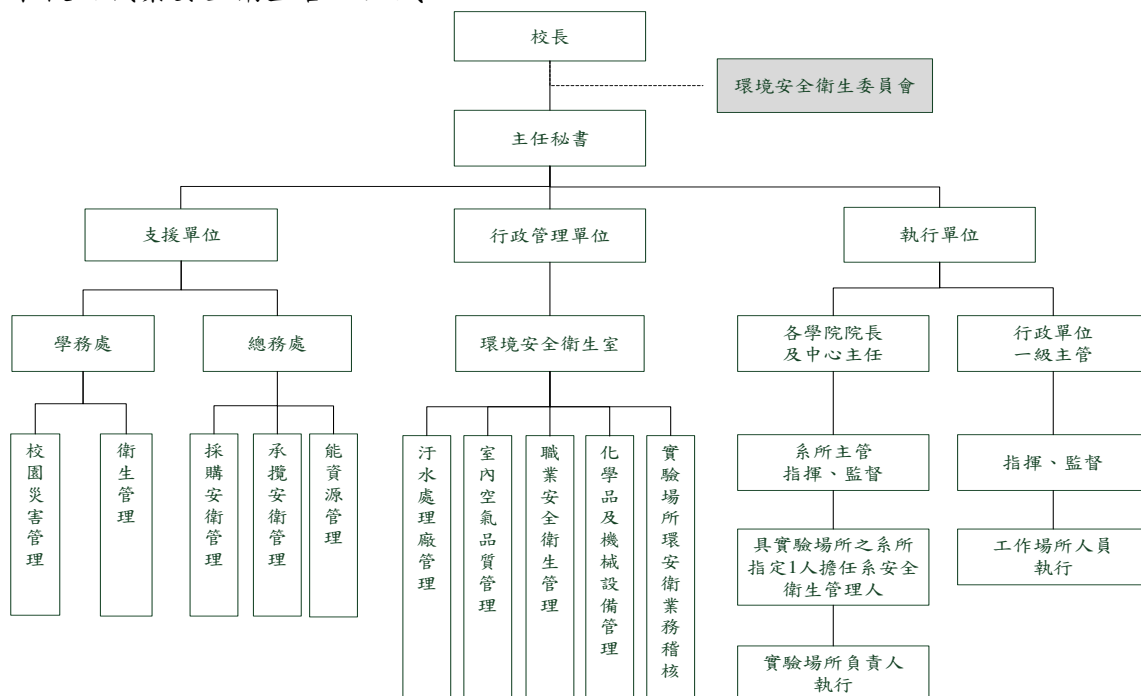 校長
環境安全衛生委員會
主任秘書
支援單位
行政管理單位
執行單位
學務處
總務處
環境安全衛生室
各學院院長
及中心主任
行政單位
一級主管
校園災害管理
衛生管理
採購安衛管理
承攬安衛管理
能資源管理
汙水處理廠管理
室內空氣品質管理
職業安全衛生管理
化學品及機械設備管理
實驗場所環安衛業務稽核
系所主管
指揮、監督
指揮、監督
具實驗場所之系所
指定1人擔任系安全
衛生管理人
工作場所人員
執行
實驗場所負責人
執行